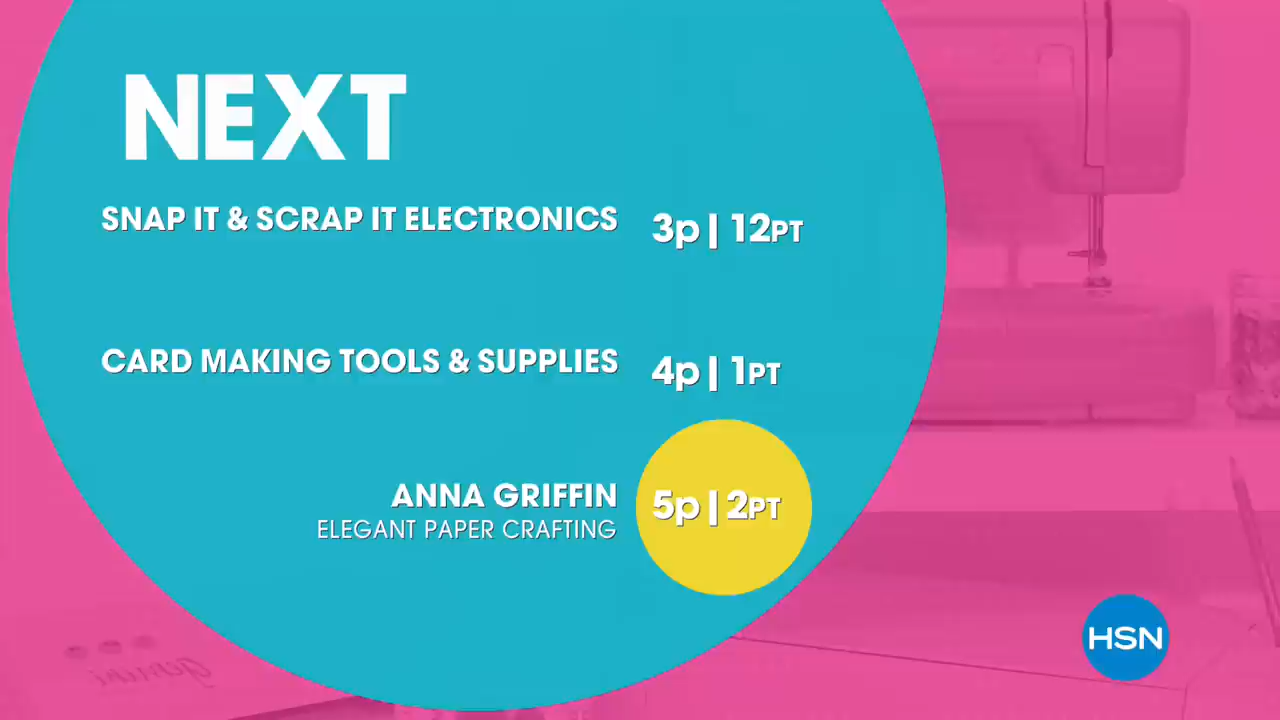 NEXT
SNAP IT & SCRAP IT ELECTRONICS 3p | 12PT
CARD MAKING TOOLS & SUPPLIES 4p | 1PT
ANNA GRIFFIN 5p | 2PT
ELEGANT PAPER CRAFTING
HSN
Gemini